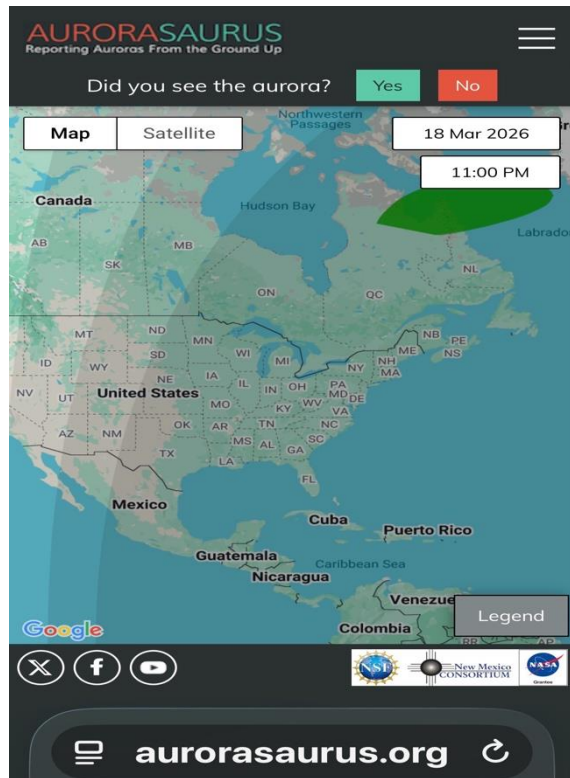 AURORASAURUS
Reporting Auroras From the Ground Up
Did you see the aurora?
Yes
No
Map
Satellite
18 Mar 2026
11:00 PM
Northwestern
Passages
Canada
Hudson Bay
Labrado
AB
SK
MB
ON
QC
NL
NB
PE
NS
MT
ND
MN
ID
WY
SD
WI
MI
NY
NH
ME
MA
NV
UT
United States
NE
IA
IL
IN
OH
PA
MD
DE
MO
KY
WV
VA
AZ
NM
OK
AR
TN
NC
SC
TX
LA
MS
AL
GA
FL
Mexico
Cuba
Puerto Rico
Guatemala
Caribbean Sea
Nicaragua
Venezue
Legend
Google
Colombia
RR
AP
X
f
NSF
New Mexico
CONSORTIUM
NASA
Grantee
aurorasaurus.org